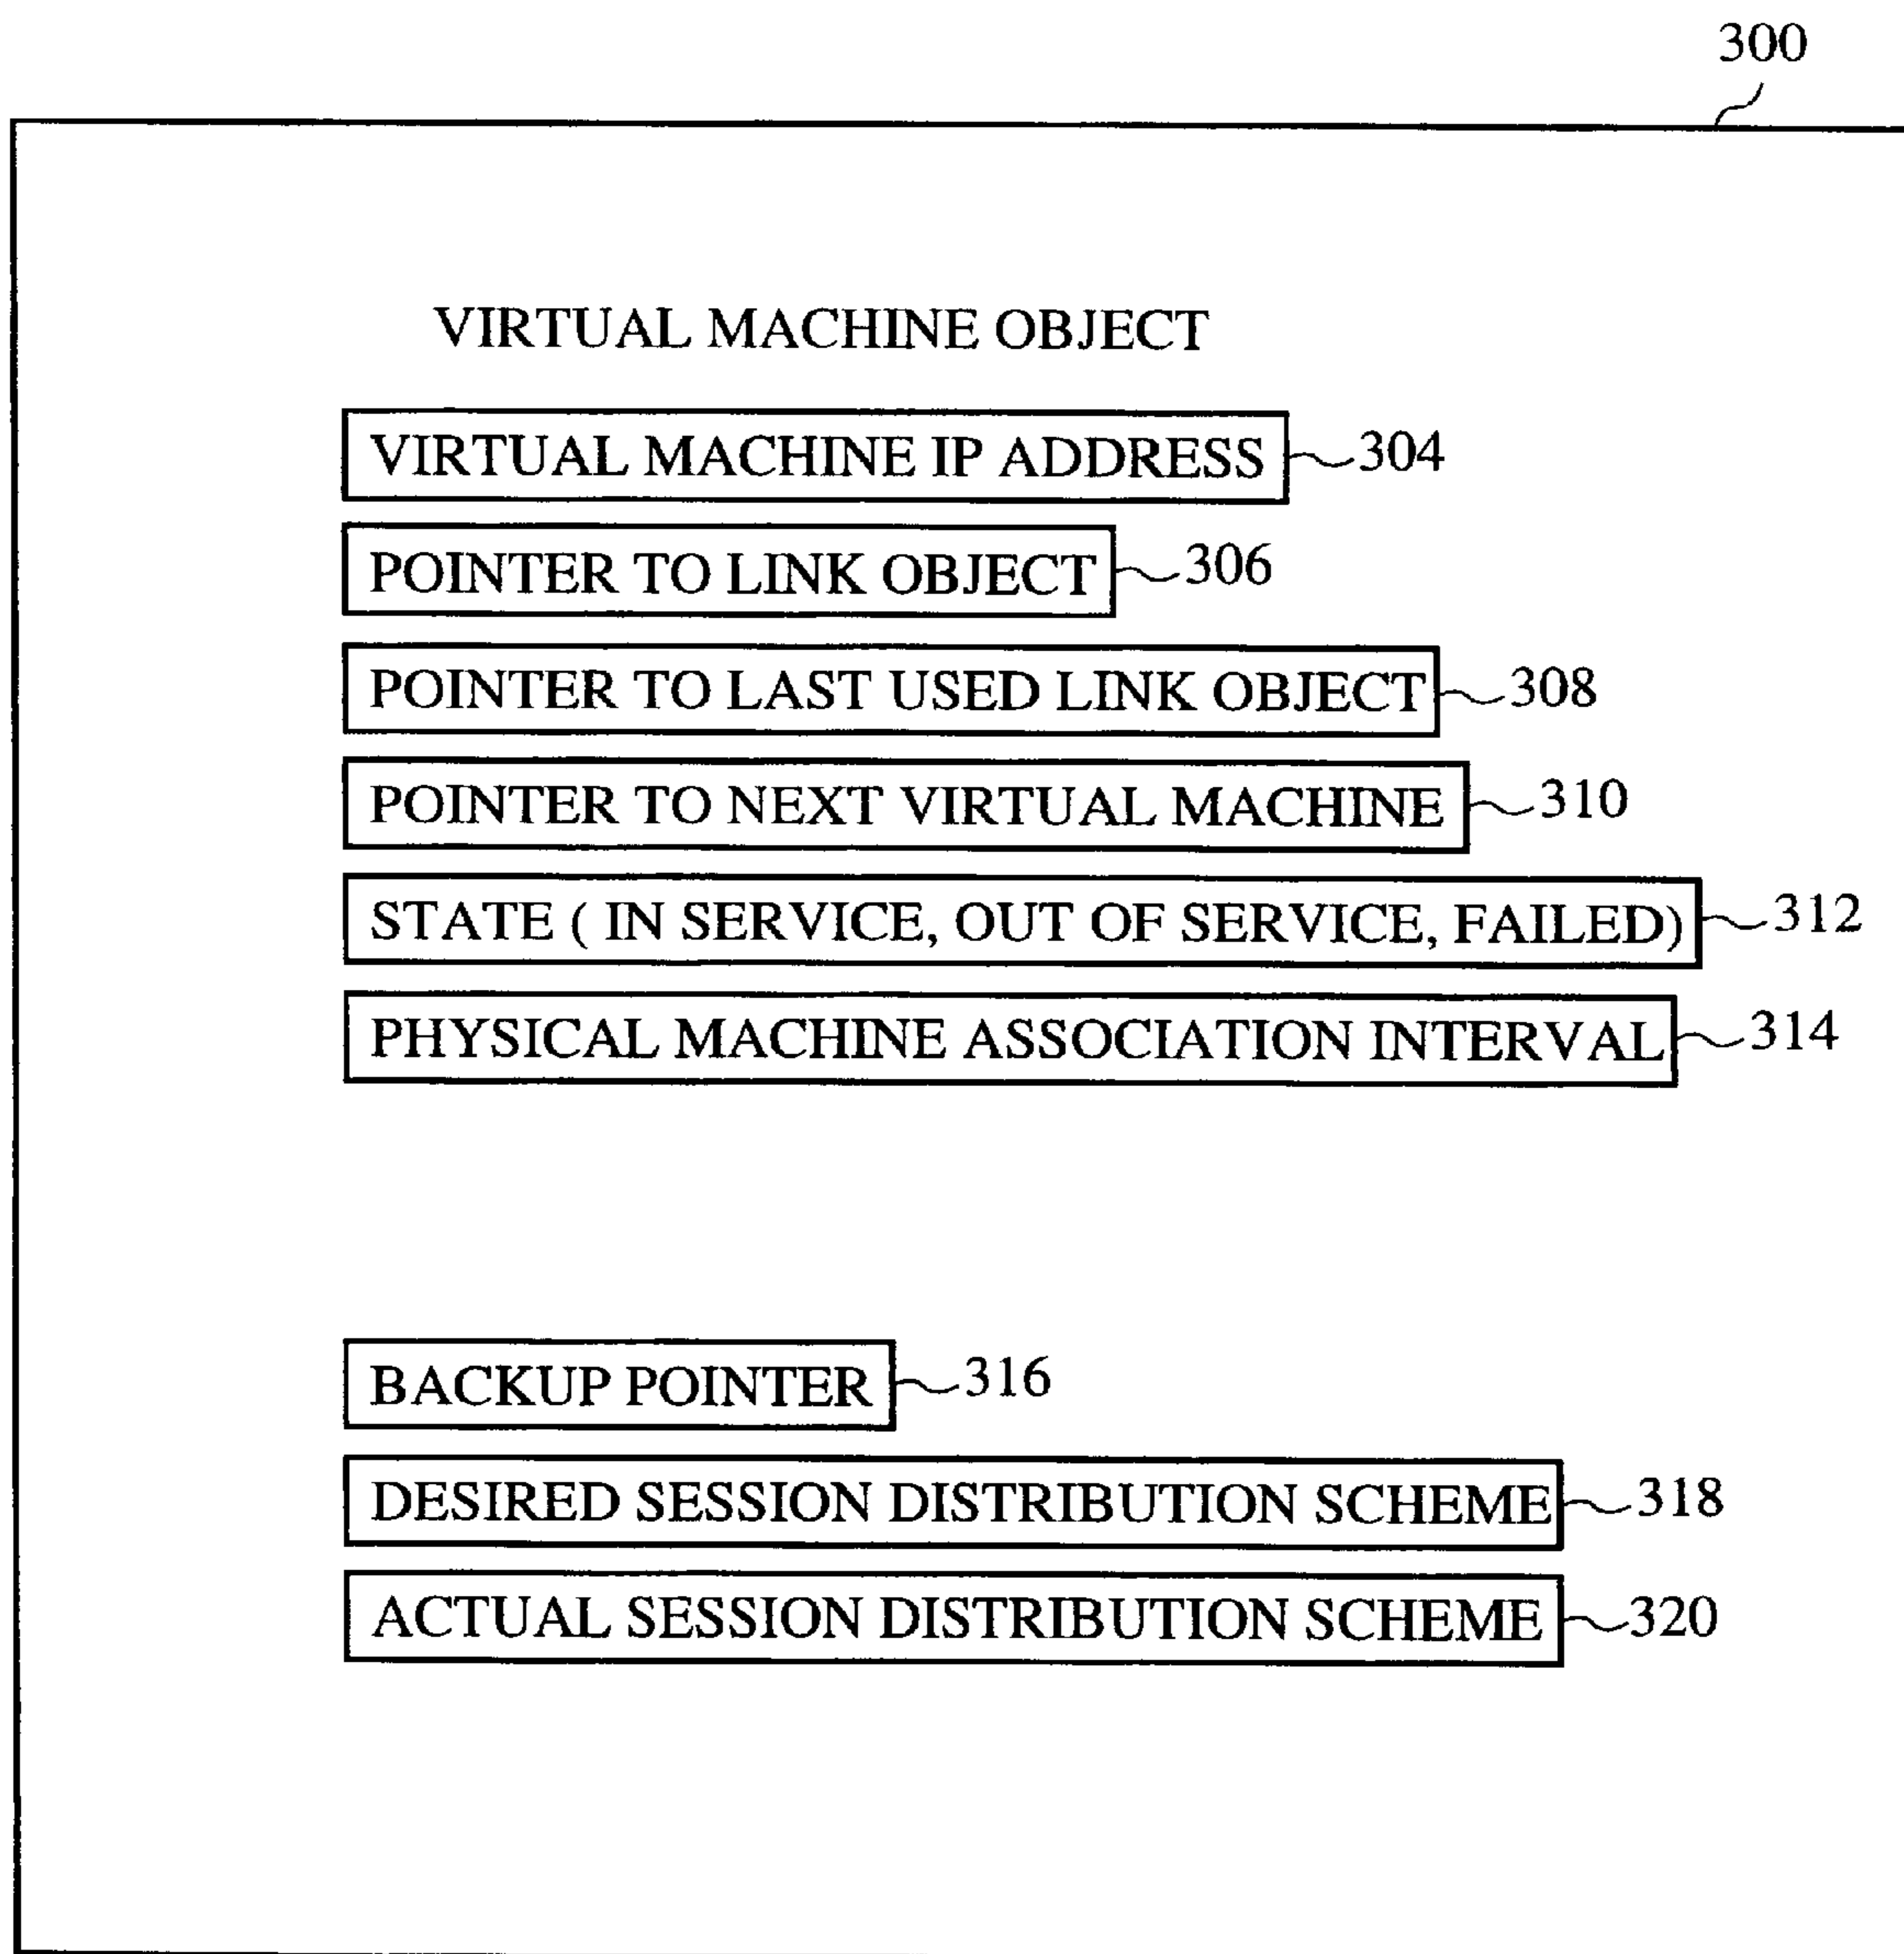 300
VIRTUAL MACHINE OBJECT
VIRTUAL MACHINE IP ADDRESS 304
POINTER TO LINK OBJECT 306
POINTER TO LAST USED LINK OBJECT 308
POINTER TO NEXT VIRTUAL MACHINE 310
STATE ( IN SERVICE, OUT OF SERVICE, FAILED) 312
PHYSICAL MACHINE ASSOCIATION INTERVAL 314
BACKUP POINTER 316
DESIRED SESSION DISTRIBUTION SCHEME 318
ACTUAL SESSION DISTRIBUTION SCHEME 320